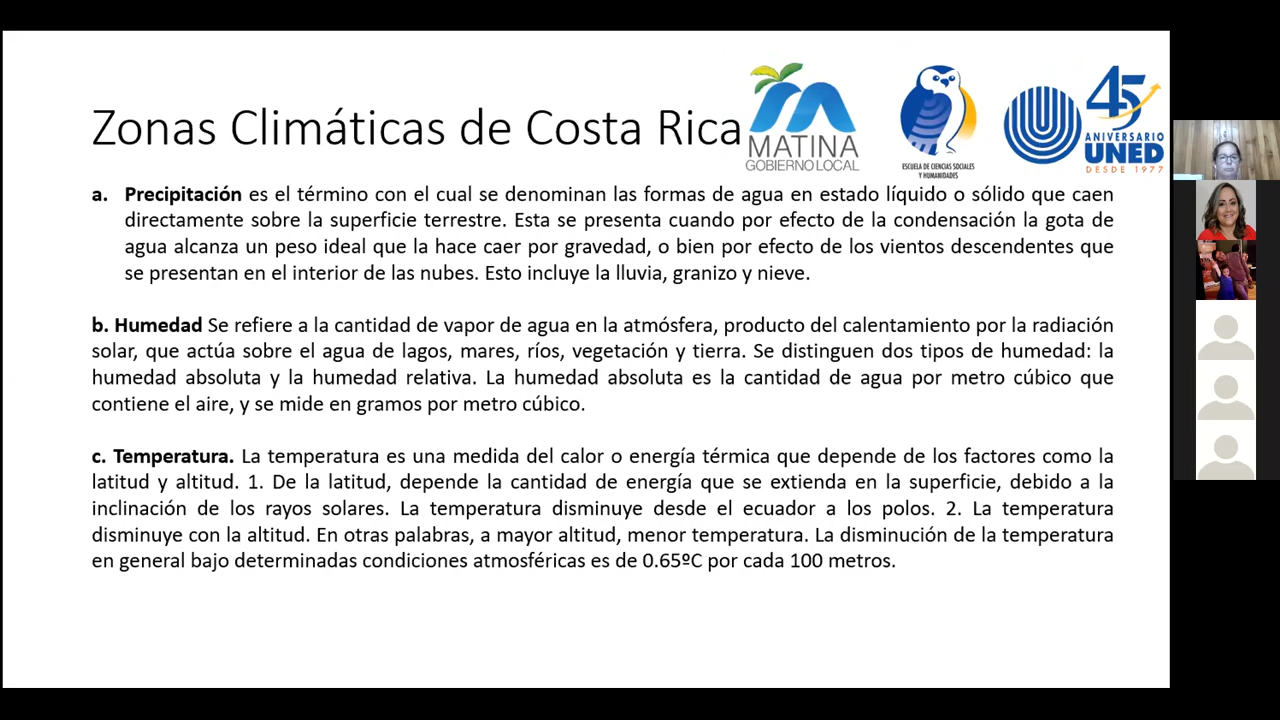 Zonas Climáticas de Costa Rica
MATINA
GOBIERNO LOCAL
ESCUELA DE CIENCIAS SOCIALES
Y HUMANIDADES
45
ANIVERSARIO
UNED
DESDE 1977
a. Precipitación es el término con el cual se denominan las formas de agua en estado líquido o sólido que caen
directamente sobre la superficie terrestre. Esta se presenta cuando por efecto de la condensación la gota de
agua alcanza un peso ideal que la hace caer por gravedad, o bien por efecto de los vientos descendentes que
se presentan en el interior de las nubes. Esto incluye la lluvia, granizo y nieve.
b. Humedad Se refiere a la cantidad de vapor de agua en la atmósfera, producto del calentamiento por la radiación
solar, que actúa sobre el agua de lagos, mares, ríos, vegetación y tierra. Se distinguen dos tipos de humedad: la
humedad absoluta y la humedad relativa. La humedad absoluta es la cantidad de agua por metro cúbico que
contiene el aire, y se mide en gramos por metro cúbico.
c. Temperatura. La temperatura es una medida del calor o energía térmica que depende de los factores como la
latitud y altitud. 1. De la latitud, depende la cantidad de energía que se extienda en la superficie, debido a la
inclinación de los rayos solares. La temperatura disminuye desde el ecuador a los polos. 2. La temperatura
disminuye con la altitud. En otras palabras, a mayor altitud, menor temperatura. La disminución de la temperatura
en general bajo determinadas condiciones atmosféricas es de 0.65ºC por cada 100 metros.